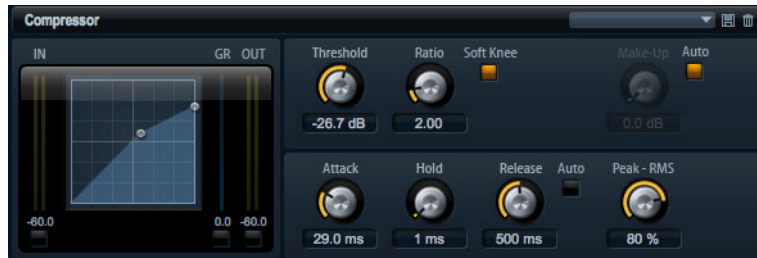 Compressor
IN GR OUT
-60.0 0.0 -60.0
Threshold Ratio Soft Knee Make-Up Auto
-26.7 dB 2.00 0.0 dB
Attack Hold Release Auto Peak - RMS
29.0 ms 1 ms 500 ms 80 %